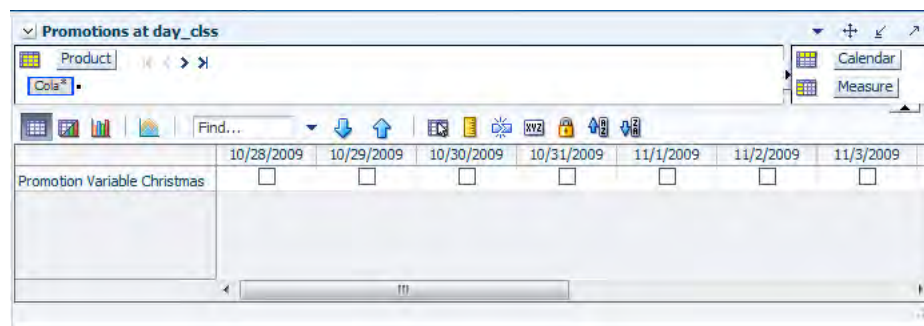 Promotions at day_clss
Product
Calendar
Cola*
Measure
Find...
XYZ
10/28/2009 10/29/2009 10/30/2009 10/31/2009 11/1/2009 11/2/2009 11/3/2009
Promotion Variable Christmas